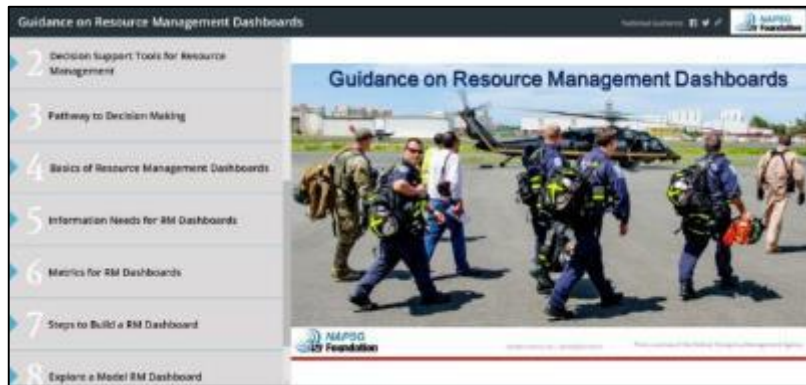 Guidance on Resource Management Dashboards
NAPSG
Foundation
2
Decision Support Tools for Resource
Management
3
Pathway to Decision Making
4
Basics of Resource Management Dashboards
5
Information Needs for RM Dashboards
6
Metrics for RM Dashboards
7
Steps to Build a RM Dashboard
8
Explore a Model RM Dashboard
Guidance on Resource Management Dashboards
NAPSG
Foundation